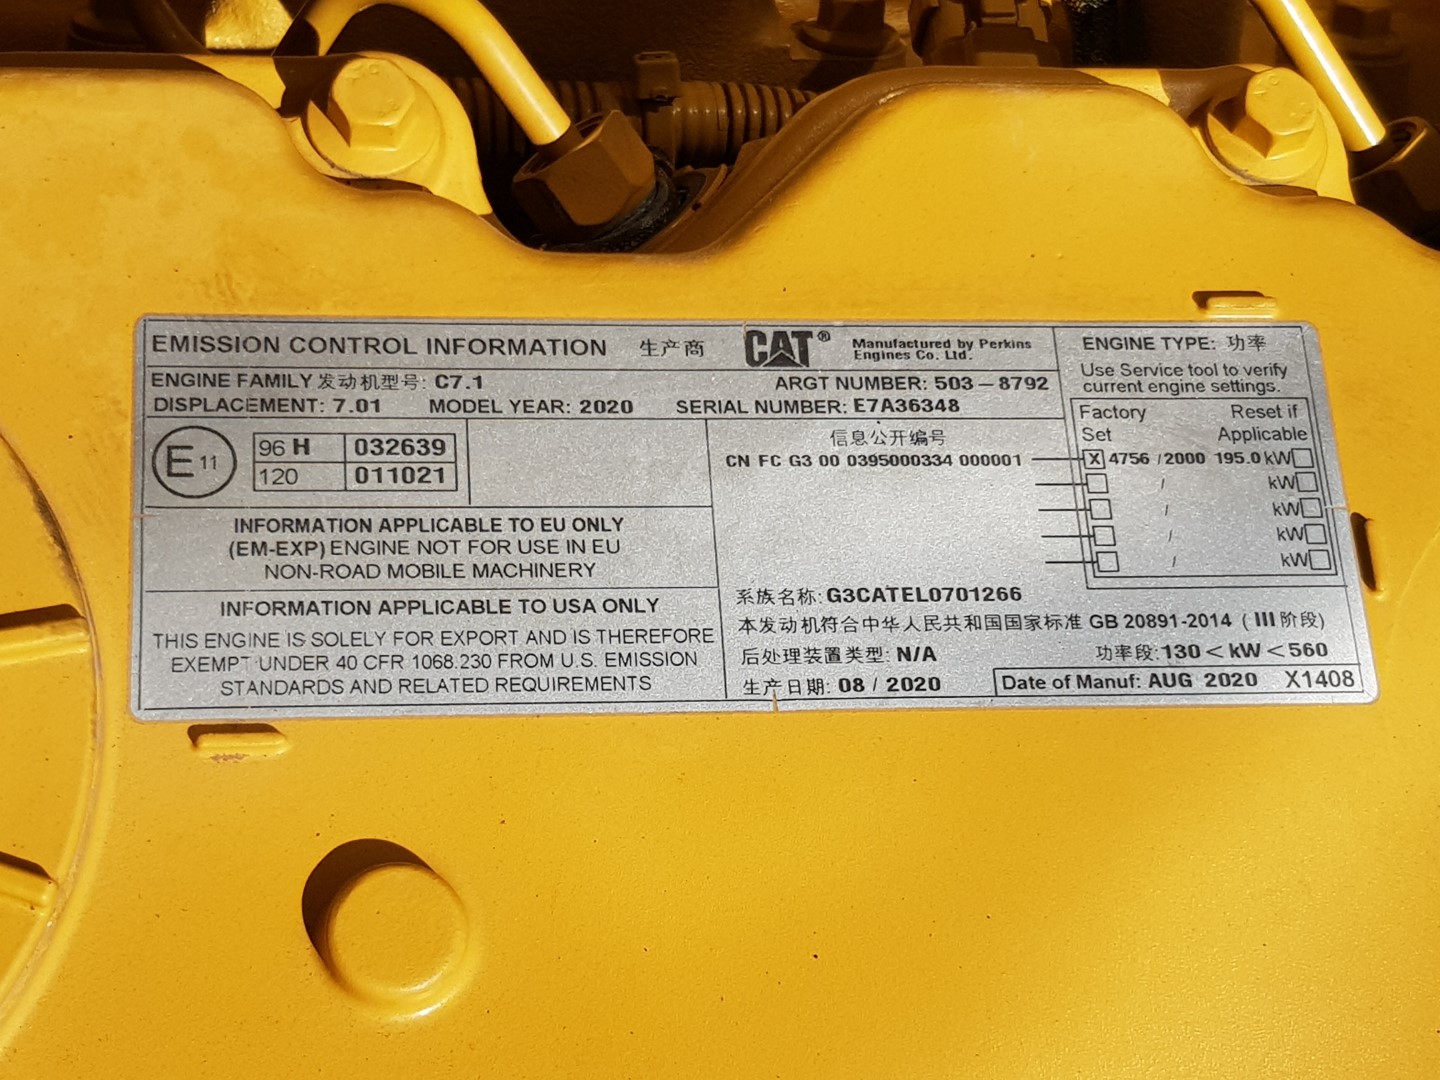 EMISSION CONTROL INFORMATION 生产商 CAT® Manufactured by Perkins
Engines Co. Ltd.
ENGINE FAMILY 发动机型号: C7.1 ARGT NUMBER: 503-8792
DISPLACEMENT: 7.01 MODEL YEAR: 2020 SERIAL NUMBER: E7A36348
E 11
96 H 032639
120 011021
INFORMATION APPLICABLE TO EU ONLY
(EM-EXP) ENGINE NOT FOR USE IN EU
NON-ROAD MOBILE MACHINERY
INFORMATION APPLICABLE TO USA ONLY
THIS ENGINE IS SOLELY FOR EXPORT AND IS THEREFORE
EXEMPT UNDER 40 CFR 1068.230 FROM U.S. EMISSION
STANDARDS AND RELATED REQUIREMENTS
信息公开编号
CN FC G3 00 0395000334 000001
ENGINE TYPE: 功率
Use Service tool to verify
current engine settings.
Factory Reset if
Set Applicable
X 4756 / 2000 195.0 kW
/ kW
/ kW
/ kW
/ kW
系族名称: G3CATEL0701266
本发动机符合中华人民共和国国家标准 GB 20891-2014 ( III 阶段)
后处理装置类型: N/A 功率段: 130 < kW < 560
生产日期: 08 / 2020 Date of Manuf: AUG 2020 X1408